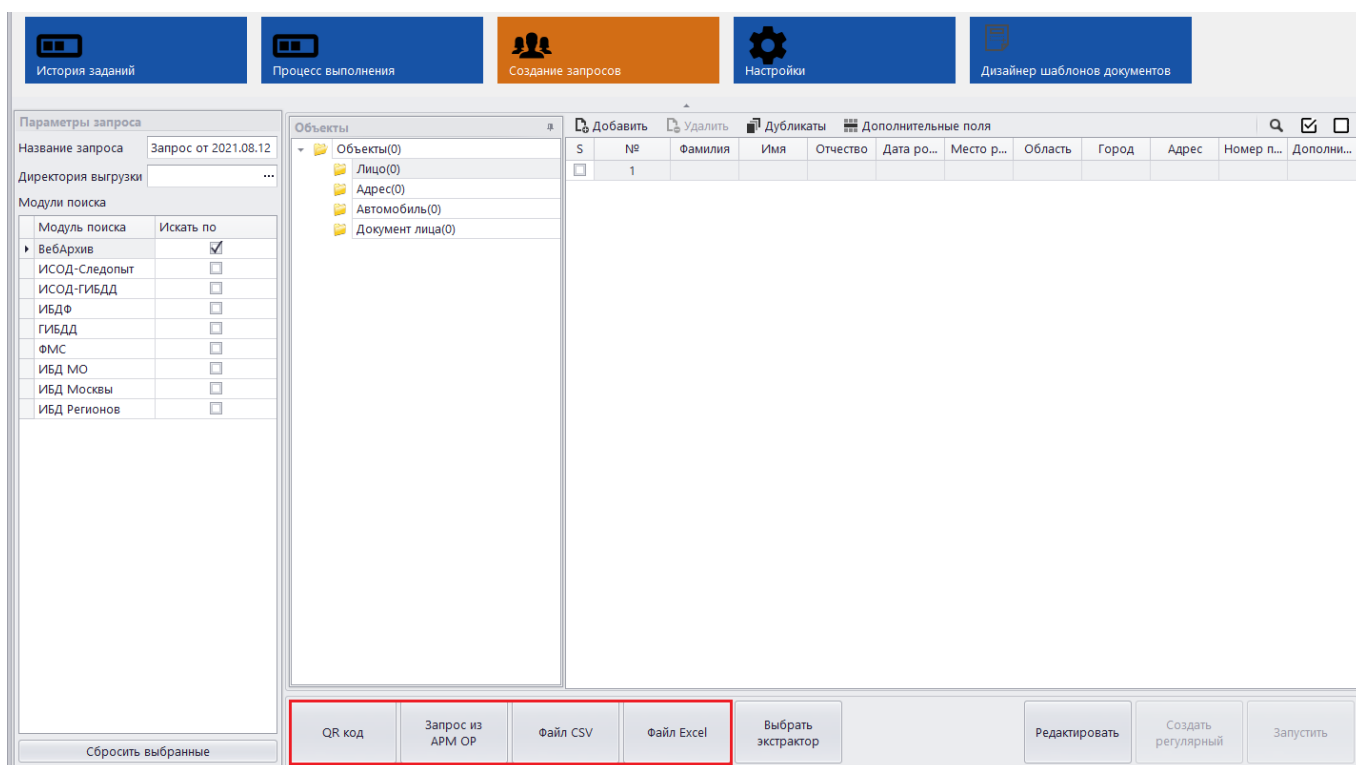 История заданий
Процесс выполнения
Создание запросов
Настройки
Дизайнер шаблонов документов
Параметры запроса
Название запроса Запрос от 2021.08.12
Директория выгрузки ...
Модули поиска
Модуль поиска Искать по
ВебАрхив
ИСОД-Следопыт
ИСОД-ГИБДД
ИБДФ
ГИБДД
ФМС
ИБД МО
ИБД Москвы
ИБД Регионов
Сбросить выбранные
Объекты
Объекты(0)
Лицо(0)
Адрес(0)
Автомобиль(0)
Документ лица(0)
Добавить Удалить Дубликаты Дополнительные поля
S № Фамилия Имя Отчество Дата ро... Место р... Область Город Адрес Номер п... Дополни...
1
QR код
Запрос из
АРМ ОР
Файл CSV
Файл Excel
Выбрать
экстрактор
Редактировать
Создать
регулярный
Запустить